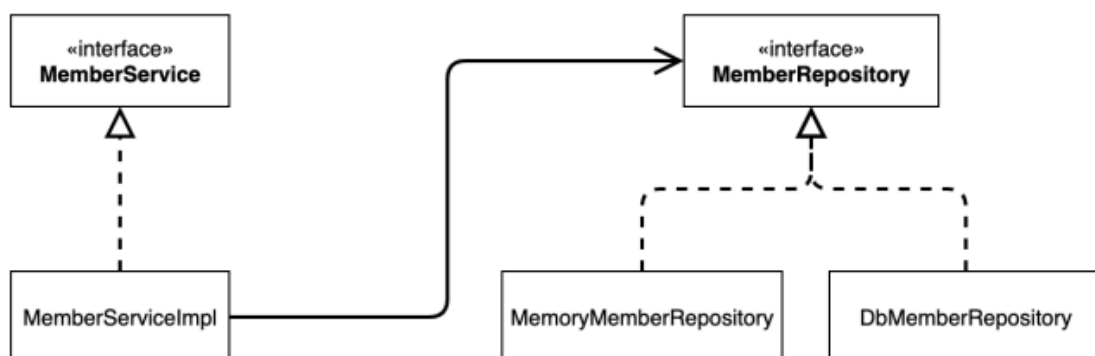 «interface»
MemberService
«interface»
MemberRepository
MemberServiceImpl
MemoryMemberRepository
DbMemberRepository